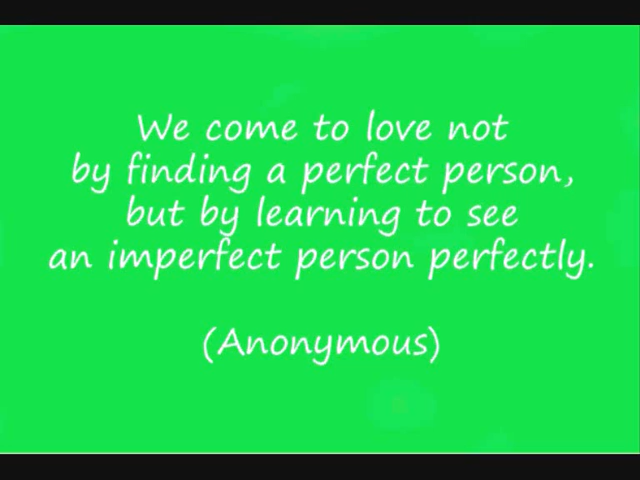 We come to love not
by finding a perfect person,
but by learning to see
an imperfect person perfectly.
(Anonymous)